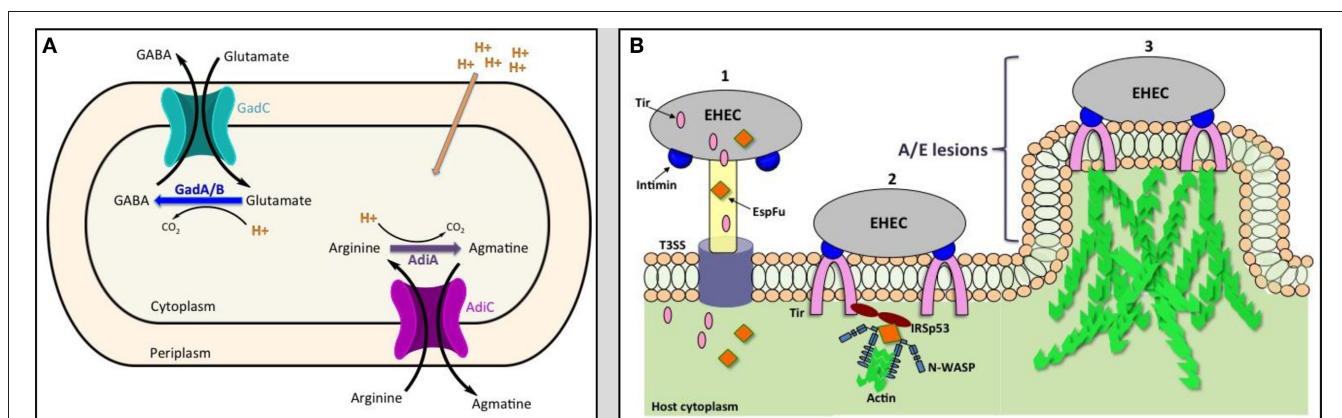 A
GABA
Glutamate
H+
H+
H+
H+
H+
GadC
GABA
GadA/B
Glutamate
CO2
H+
H+
CO2
Arginine
AdiA
Agmatine
AdiC
Cytoplasm
Periplasm
Arginine
Agmatine
B
1
Tir
EHEC
Intimin
EspFu
T3SS
2
EHEC
Tir
IRSp53
N-WASP
Actin
Host cytoplasm
A/E lesions
3
EHEC